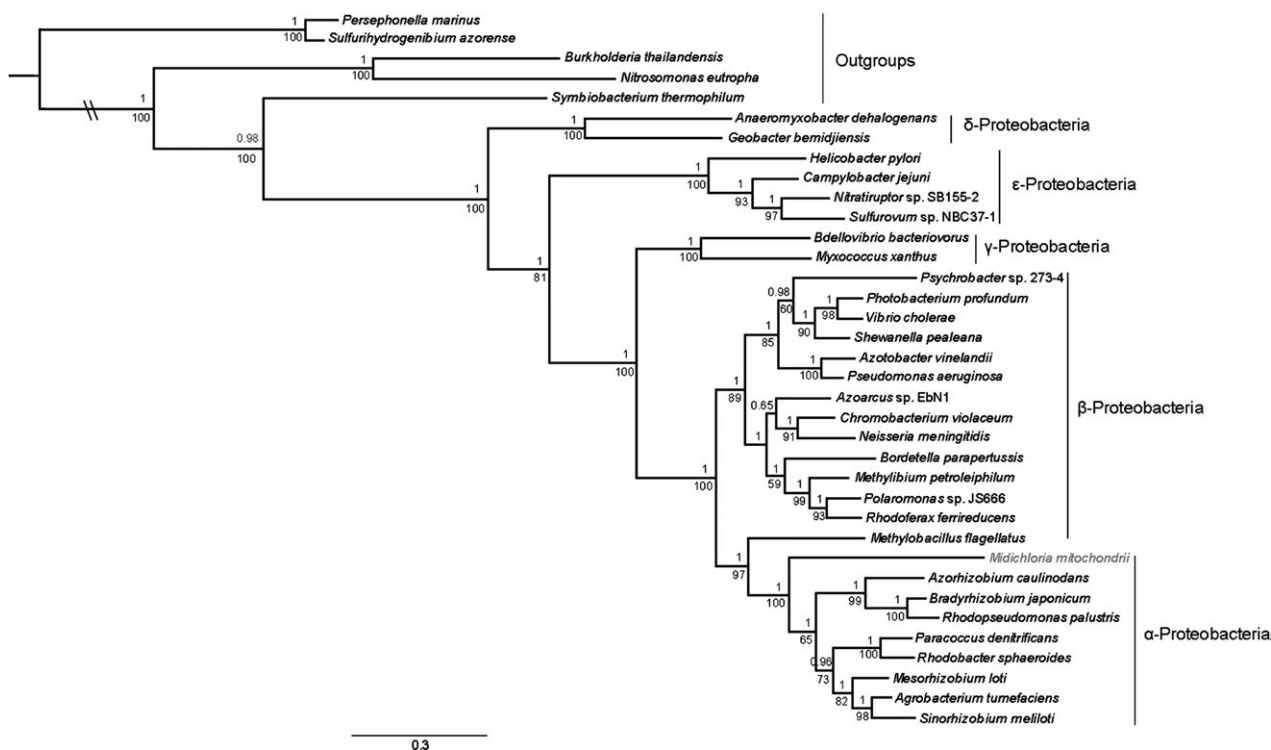 1
Persephonella marinus
100
Sulfurihydrogenibium azorense
1
Burkholderia thailandensis
100
Nitrosomonas eutropha
Outgroups
1
100
Symbiobacterium thermophilum
0.98
100
1
Anaeromyxobacter dehalogenans
100
Geobacter bemidjiensis
δ-Proteobacteria
1
100
1
Helicobacter pylori
100
1
Campylobacter jejuni
93
1
Nitratiruptor sp. SB155-2
97
Sulfurovum sp. NBC37-1
ε-Proteobacteria
1
81
1
Bdellovibrio bacteriovorus
100
Myxococcus xanthus
γ-Proteobacteria
1
100
0.98
Psychrobacter sp. 273-4
60
1
Photobacterium profundum
98
Vibrio cholerae
1
90
Shewanella pealeana
1
85
Azotobacter vinelandii
1
100
Pseudomonas aeruginosa
1
89
0.65
Azoarcus sp. EbN1
1
Chromobacterium violaceum
91
Neisseria meningitidis
β-Proteobacteria
1
Bordetella parapertussis
1
59
Methylibium petroleiphilum
1
99
1
Polaromonas sp. JS666
93
Rhodoferax ferrireducens
1
100
1
97
Methylobacillus flagellatus
Midichloria mitochondrii
1
100
1
Azorhizobium caulinodans
99
1
Bradyrhizobium japonicum
100
Rhodopseudomonas palustris
1
65
1
Paracoccus denitrificans
100
Rhodobacter sphaeroides
α-Proteobacteria
0.96
73
1
Mesorhizobium loti
82
1
Agrobacterium tumefaciens
98
Sinorhizobium meliloti
0.3